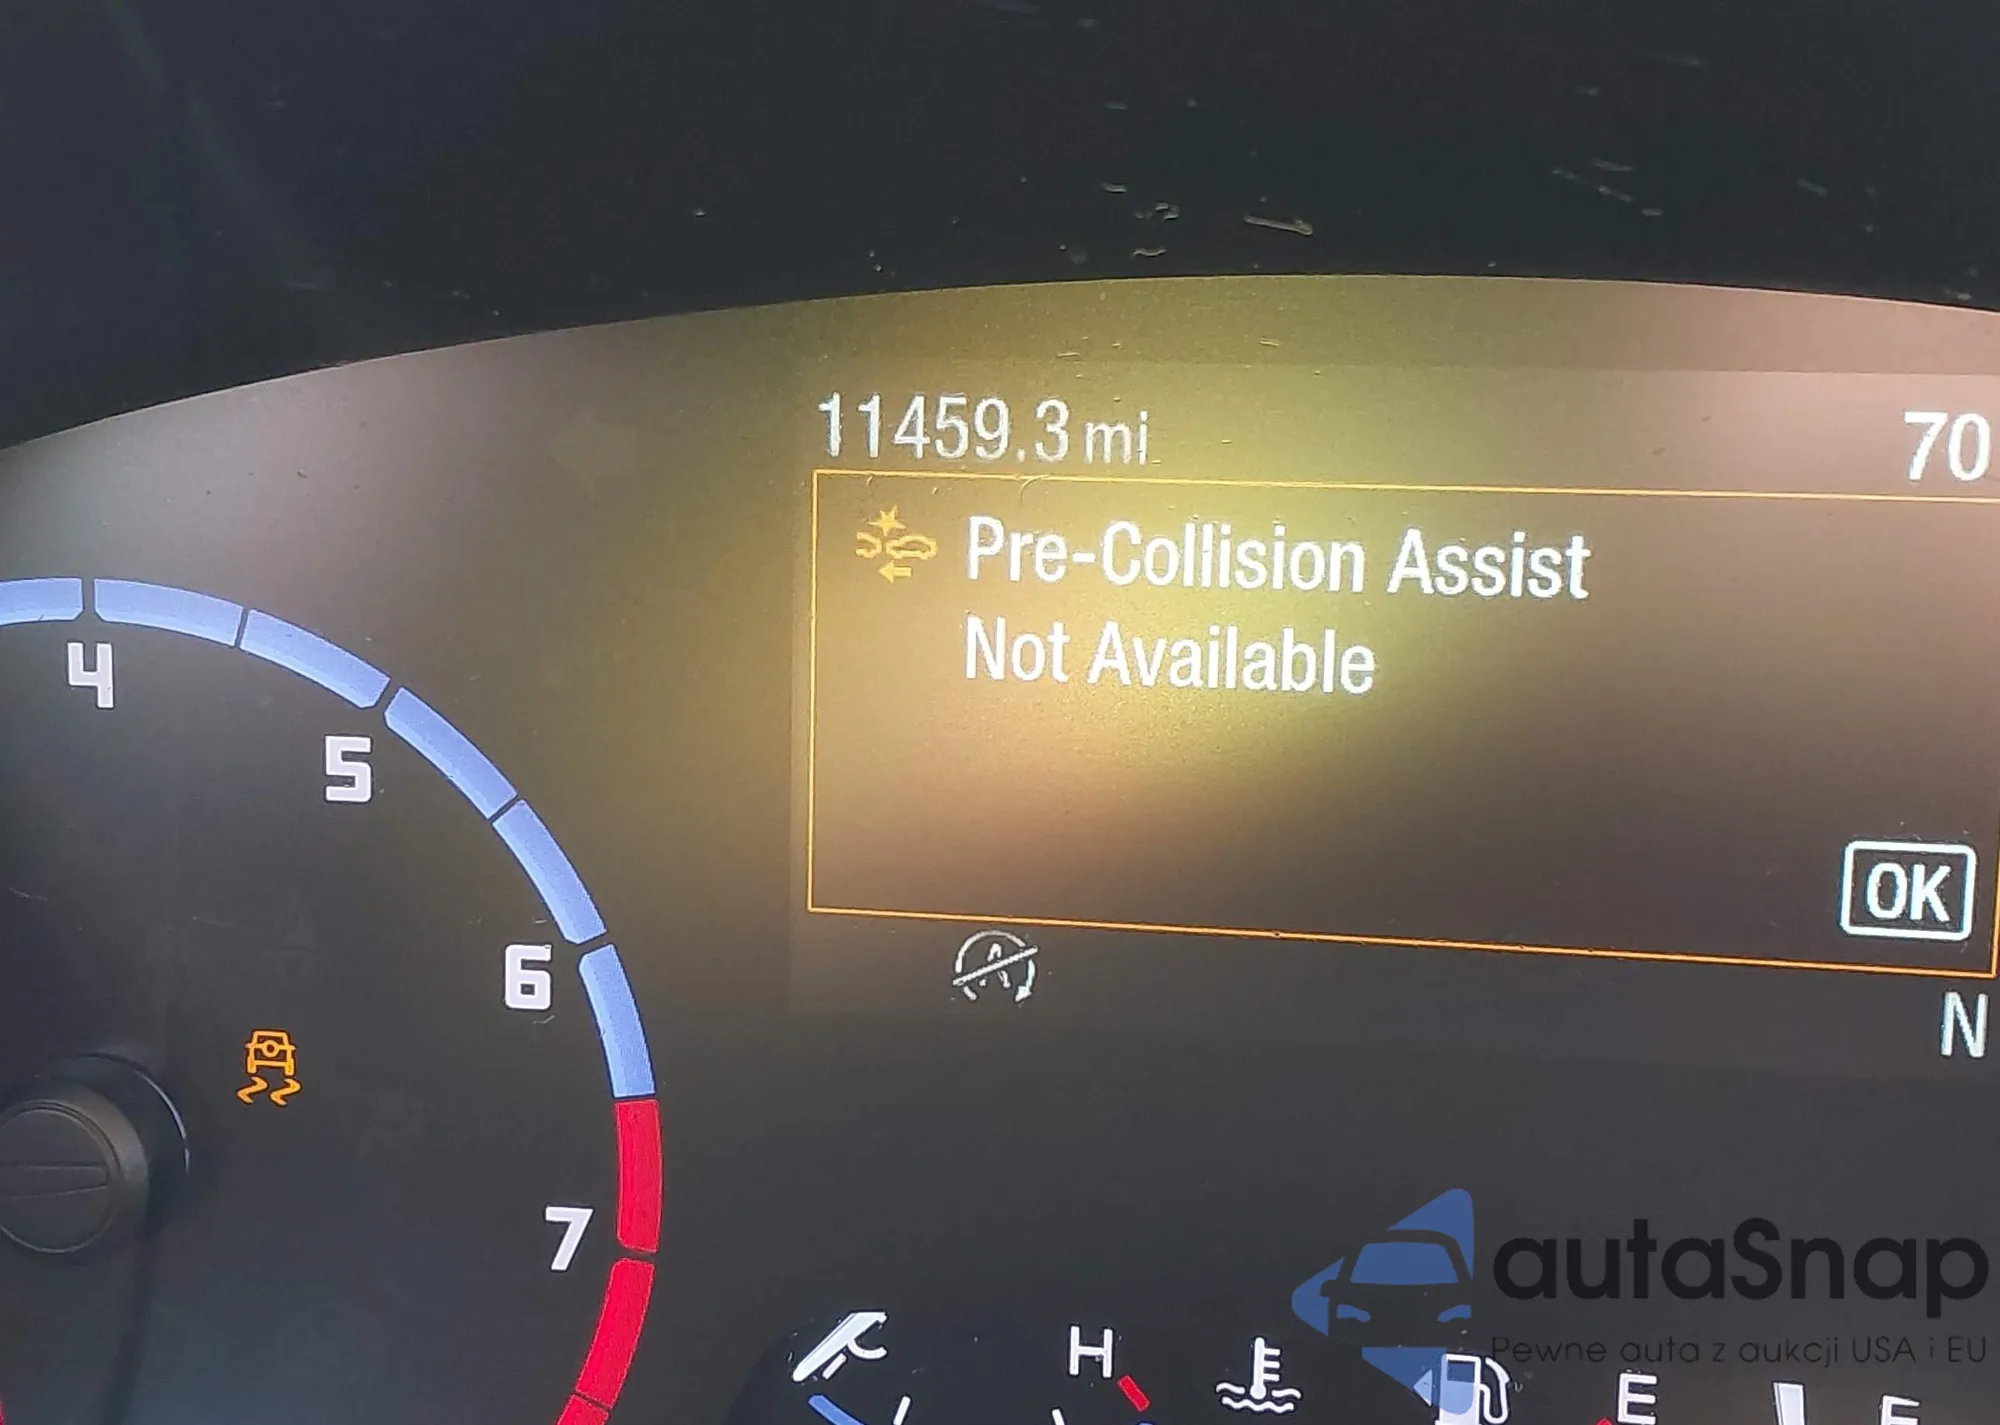 11459.3 mi
70
Pre-Collision Assist
Not Available
OK
A
N
4
5
6
7
H
E
autaSnap
Pewne auta z aukcji USA i EU